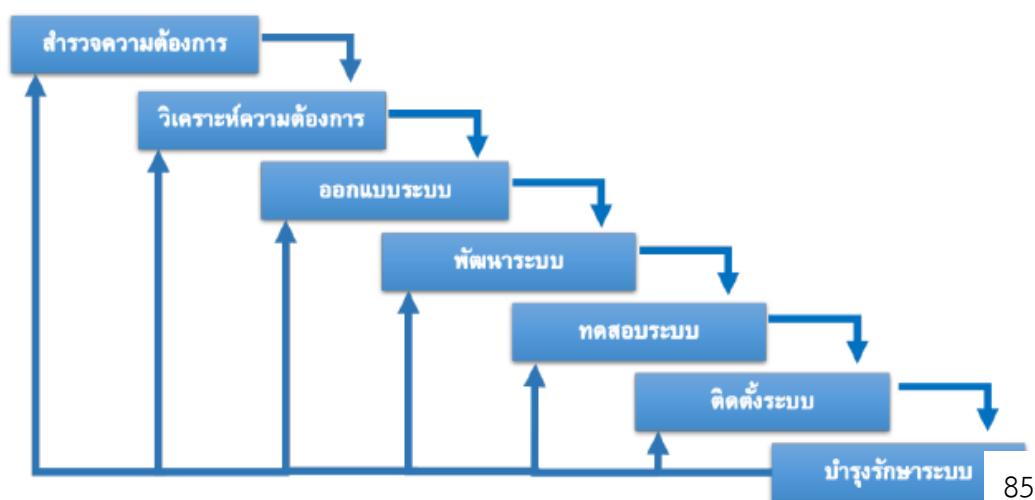 สำรวจความต้องการ
วิเคราะห์ความต้องการ
ออกแบบระบบ
พัฒนาระบบ
ทดสอบระบบ
ติดตั้งระบบ
บำรุงรักษาระบบ
85